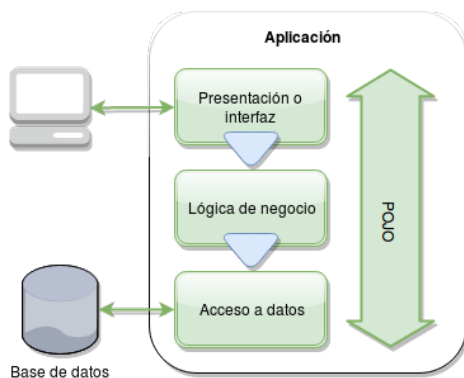 Aplicación
Presentación o
interfaz
Lógica de negocio
POJO
Acceso a datos
Base de datos